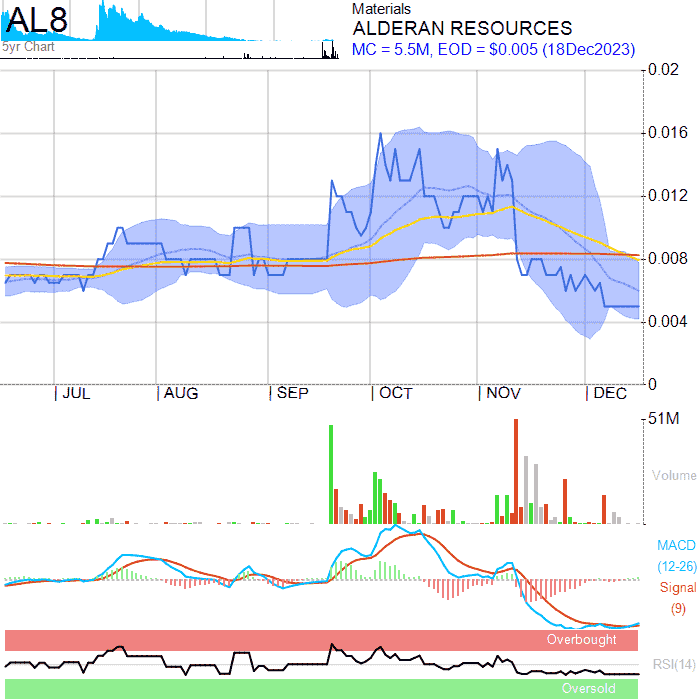 AL8
5yr Chart
Materials
ALDERAN RESOURCES
MC = 5.5M, EOD = $0.005 (18Dec2023)
0.02
0.016
0.012
0.008
0.004
0
JUL AUG SEP OCT NOV DEC
51M
Volume
MACD
(12-26)
Signal
(9)
Overbought
RSI(14)
Oversold